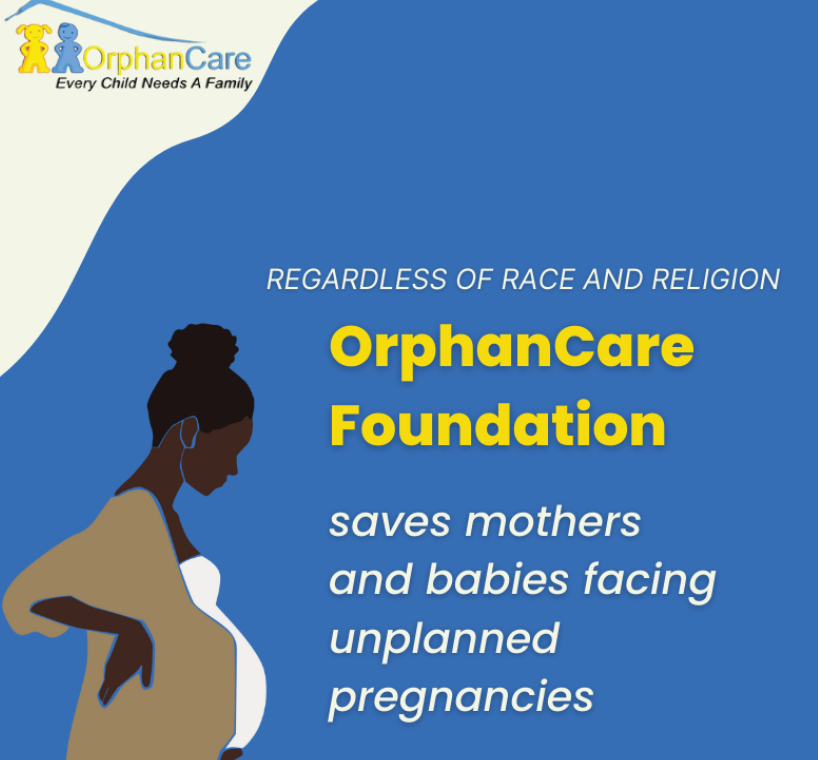 OrphanCare
Every Child Needs A Family
REGARDLESS OF RACE AND RELIGION
OrphanCare
Foundation
saves mothers
and babies facing
unplanned
pregnancies